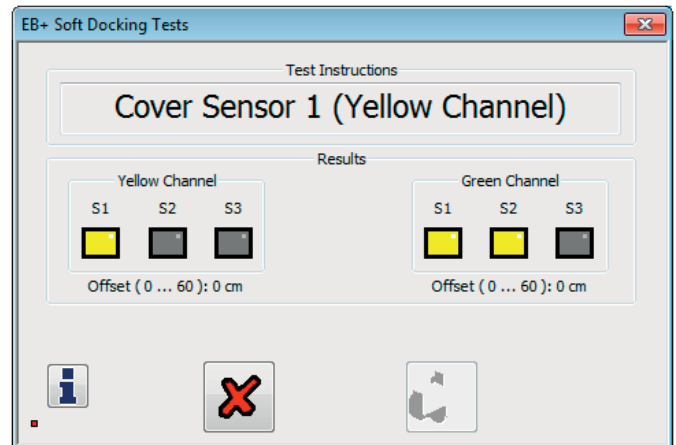 EB+ Soft Docking Tests
Test Instructions
Cover Sensor 1 (Yellow Channel)
Results
Yellow Channel
Green Channel
S1 S2 S3
S1 S2 S3
Offset ( 0 ... 60 ): 0 cm
Offset ( 0 ... 60 ): 0 cm